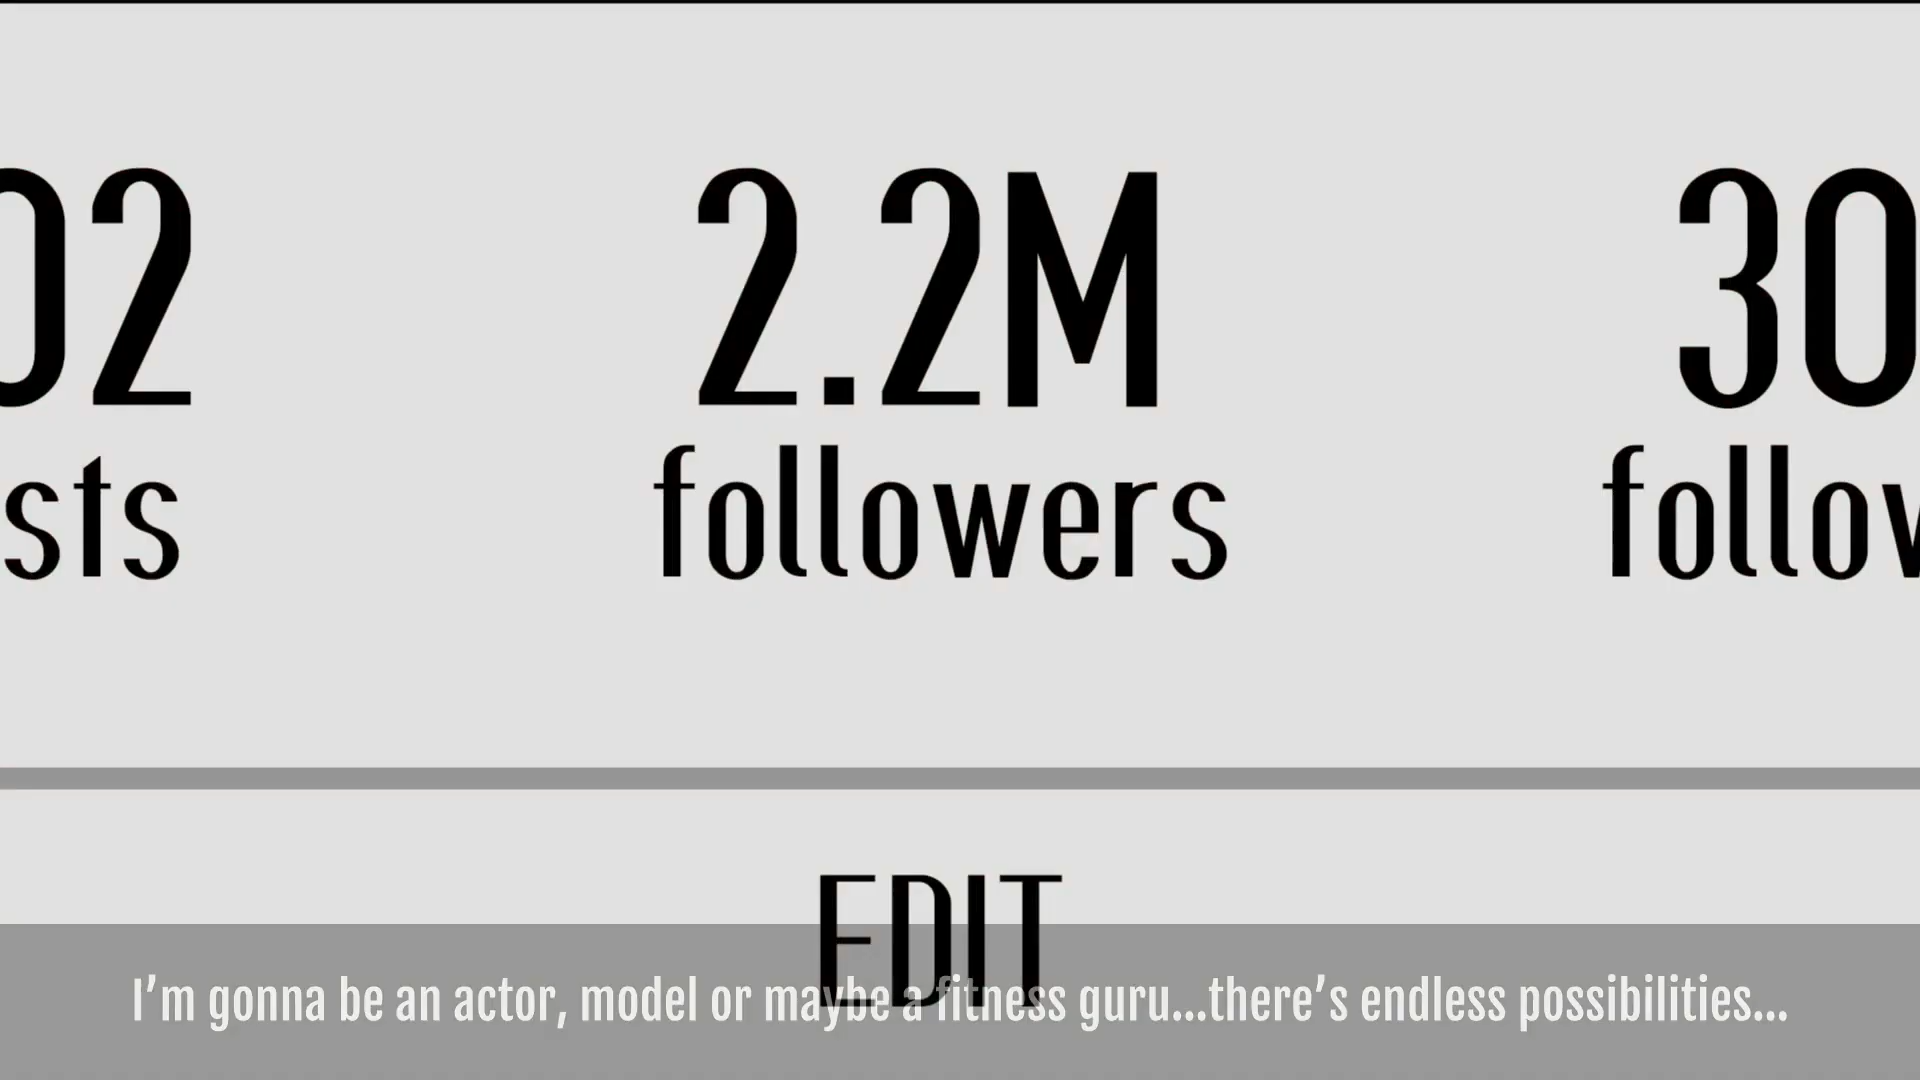 02 2.2M 30
sts followers follow
EDIT
I'm gonna be an actor, model or maybe a fitness guru...there's endless possibilities...